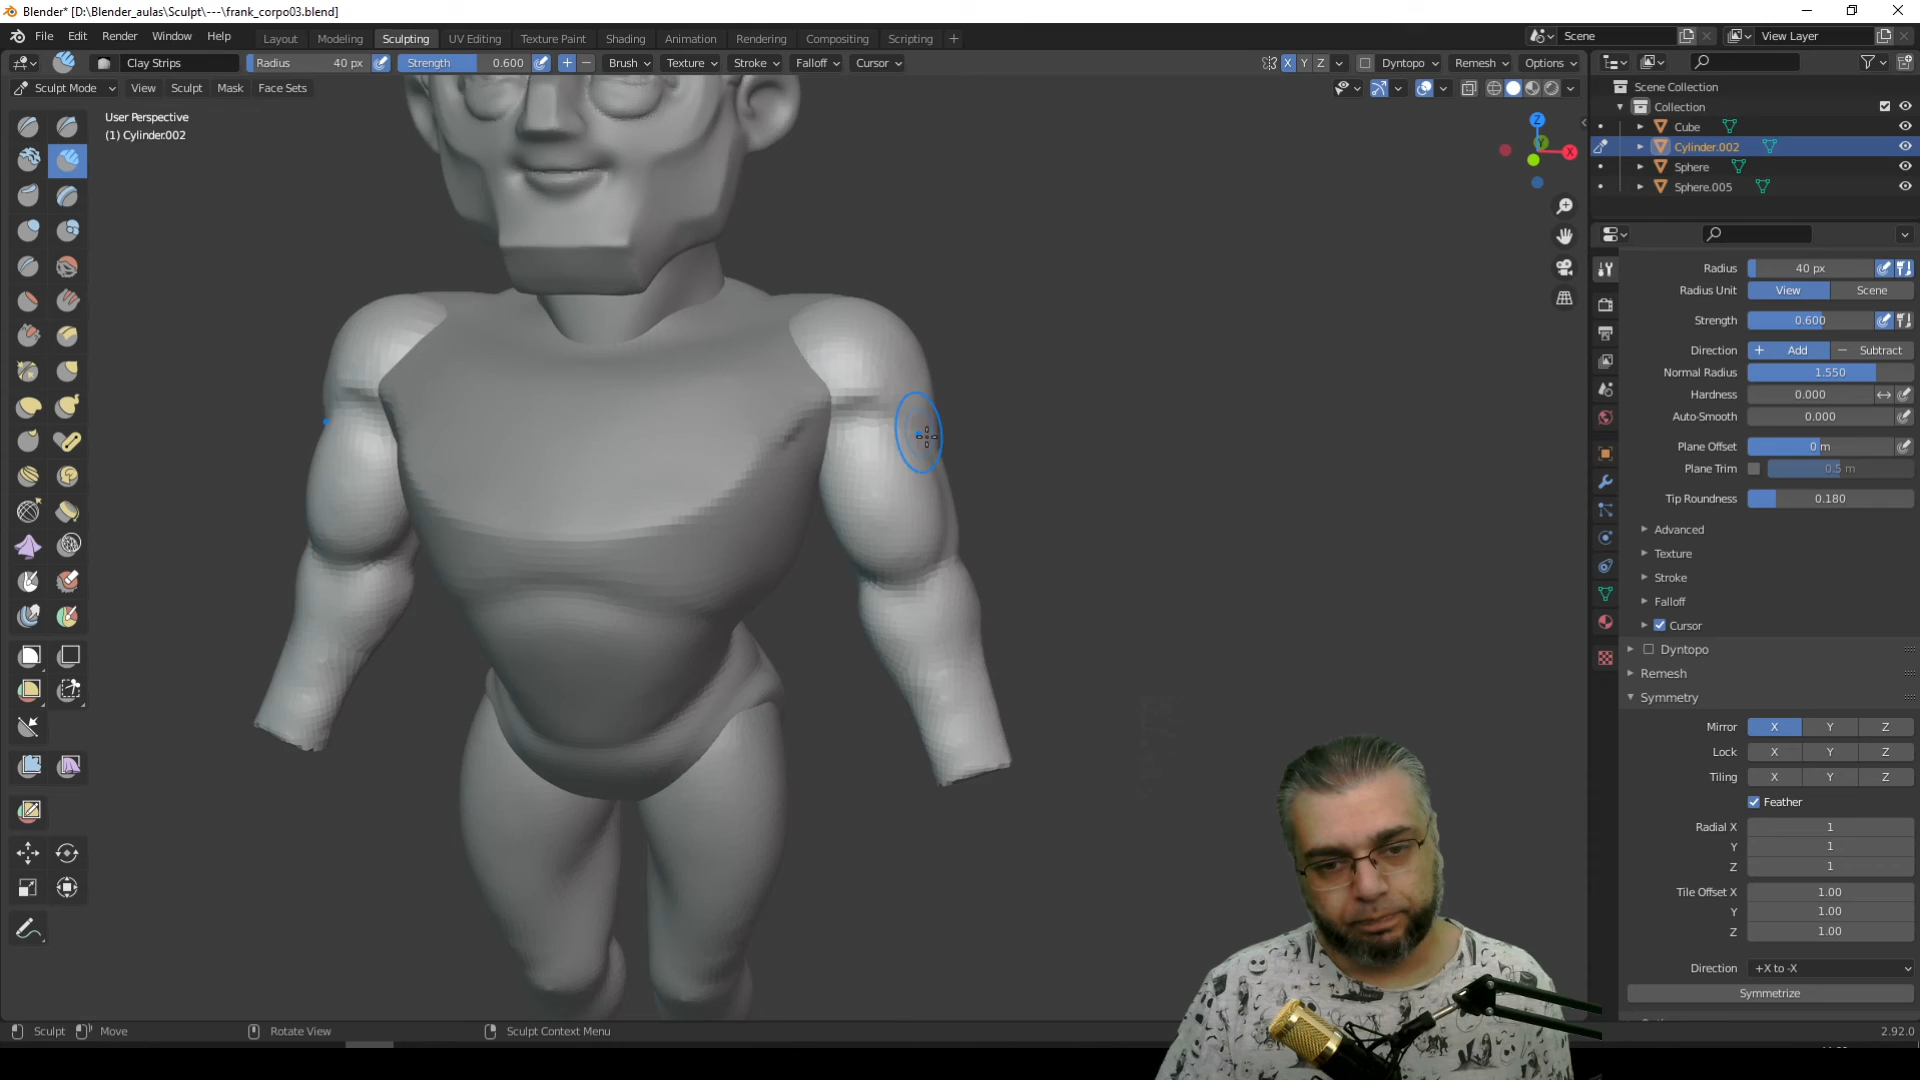 Blender* [D:\Blender_aulas\Sculpt\---\frank_corpo03.blend]
File Edit Render Window Help
Layout Modeling Sculpting UV Editing Texture Paint Shading Animation Rendering Compositing Scripting +
Scene
View Layer
Clay Strips
Radius 40 px
Strength 0.600
+ −
Brush Texture Stroke Falloff Cursor
X Y Z
Dyntopo Remesh Options
Sculpt Mode View Sculpt Mask Face Sets
User Perspective
(1) Cylinder.002
Z
Y
X
Scene Collection
Collection
Cube
Cylinder.002
Sphere
Sphere.005
Radius 40 px
Radius Unit View Scene
Strength 0.600
Direction + Add − Subtract
Normal Radius 1.550
Hardness 0.000
Auto-Smooth 0.000
Plane Offset 0 m
Plane Trim 0.5 m
Tip Roundness 0.180
Advanced
Texture
Stroke
Falloff
Cursor
Dyntopo
Remesh
Symmetry
Mirror X Y Z
Lock X Y Z
Tiling X Y Z
Feather
Radial X 1
Y 1
Z 1
Tile Offset X 1.00
Y 1.00
Z 1.00
Direction +X to -X
Symmetrize
Sculpt Move Rotate View Sculpt Context Menu 2.92.0